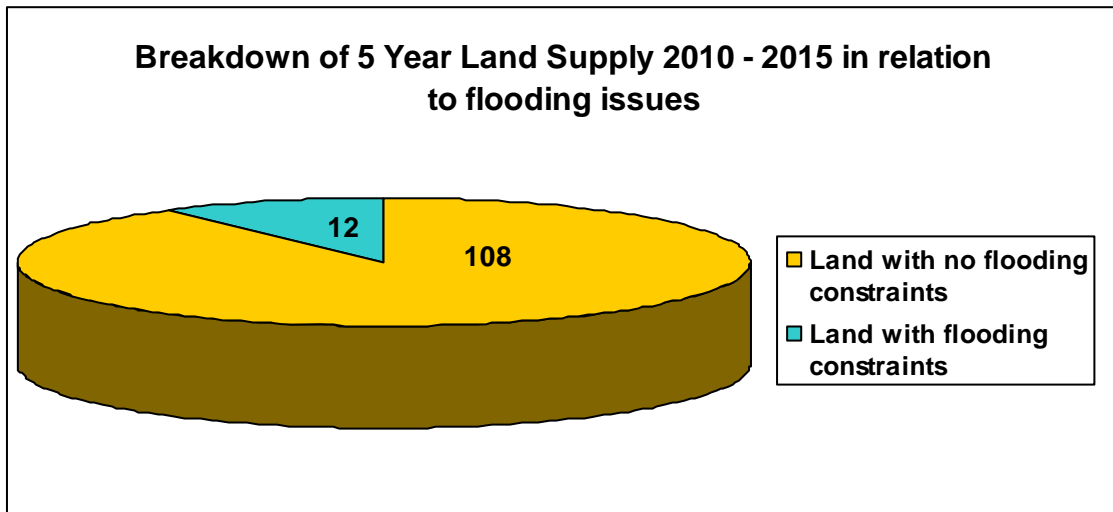 Breakdown of 5 Year Land Supply 2010 - 2015 in relation
to flooding issues
12
108
Land with no flooding
constraints
Land with flooding
constraints